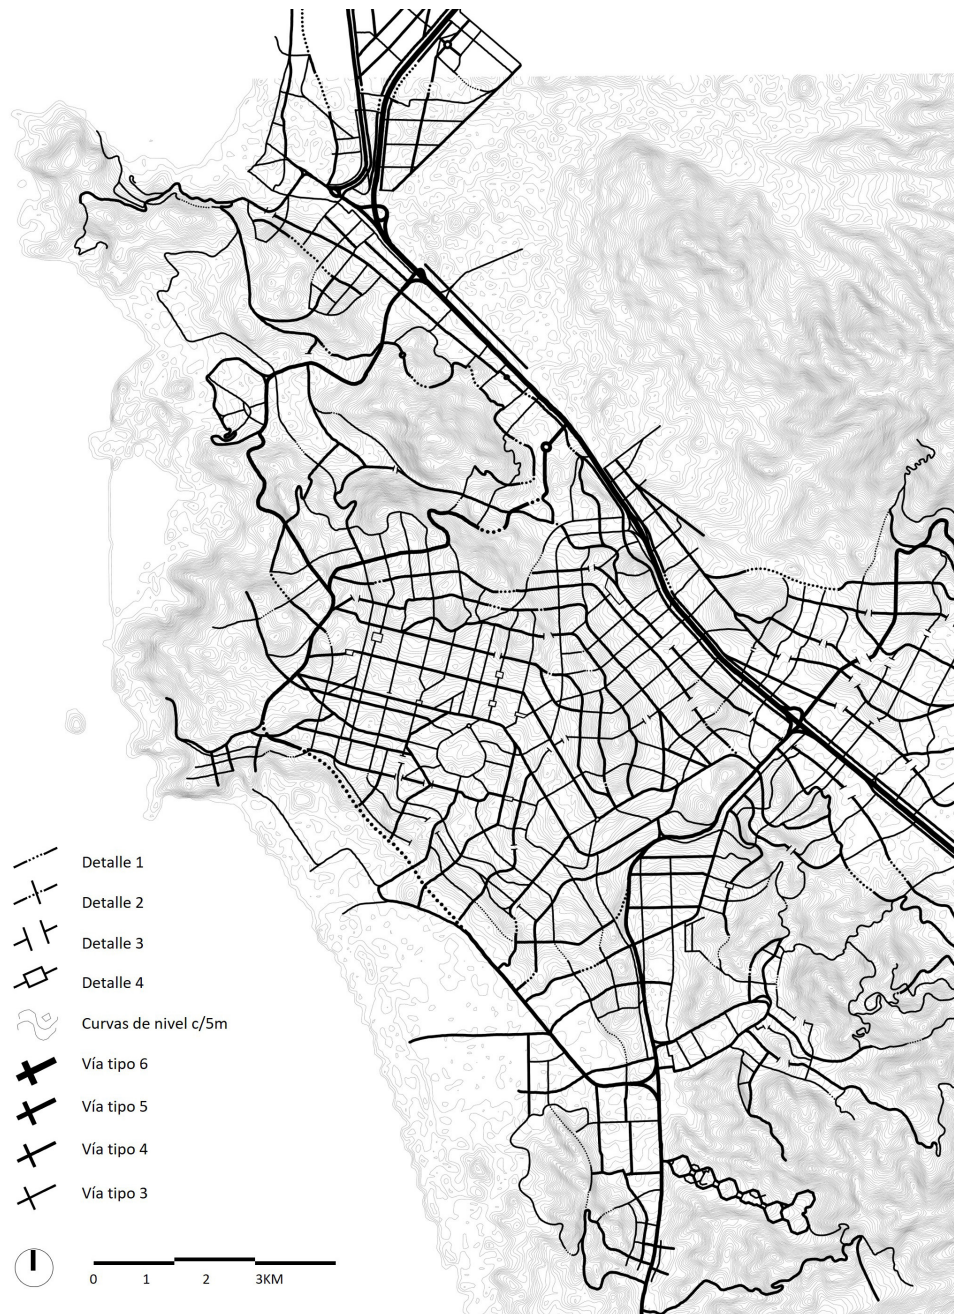 Detalle 1
Detalle 2
Detalle 3
Detalle 4
Curvas de nivel c/5m
Vía tipo 6
Vía tipo 5
Vía tipo 4
Vía tipo 3
0 1 2 3KM